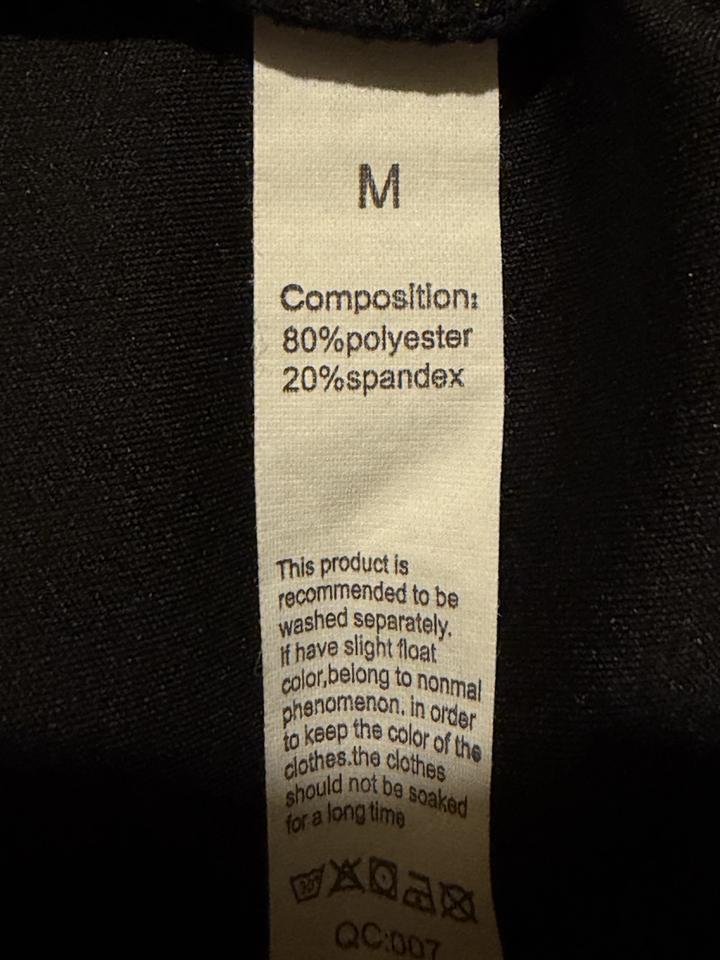 M
Composition:
80%polyester
20%spandex
This product is
recommended to be
washed separately.
If have slight float
color,belong to nonmal
phenomenon. in order
to keep the color of the
clothes.the clothes
should not be soaked
for a long time
30°
QC:007